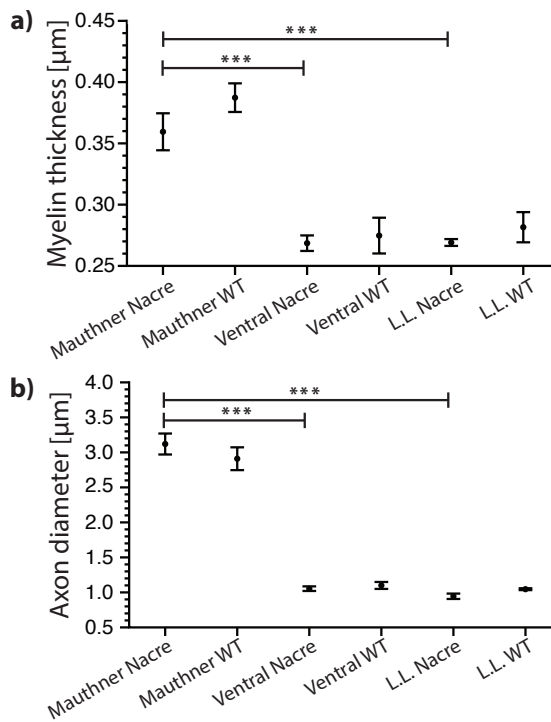 a)
Myelin thickness [μm]
0.45
0.40
0.35
0.30
0.25
***
***
Mauthner Nacre
Mauthner WT
Ventral Nacre
Ventral WT
L.L. Nacre
L.L. WT
b)
Axon diameter [μm]
4.0
3.5
3.0
2.5
2.0
1.5
1.0
0.5
***
***
Mauthner Nacre
Mauthner WT
Ventral Nacre
Ventral WT
L.L. Nacre
L.L. WT